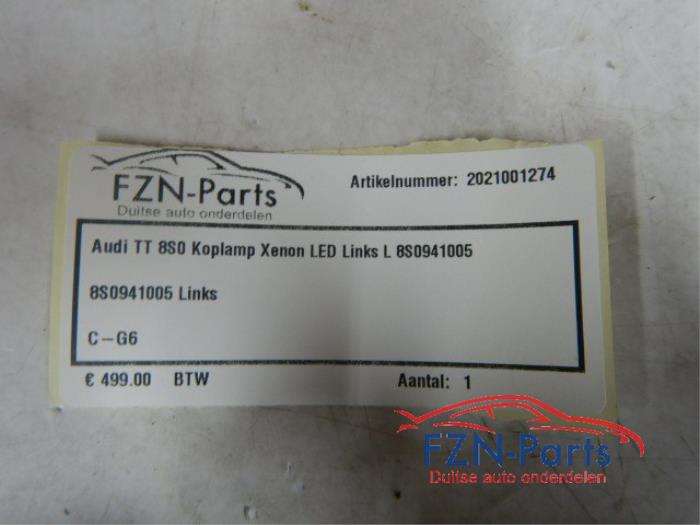 FZN-Parts
Duitse auto onderdelen
Artikelnummer: 2021001274
Audi TT 8S0 Koplamp Xenon LED Links L 8S0941005
8S0941005 Links
C-G6
€ 499.00 BTW
Aantal: 1
FZN-Parts
Duitse auto onderdelen